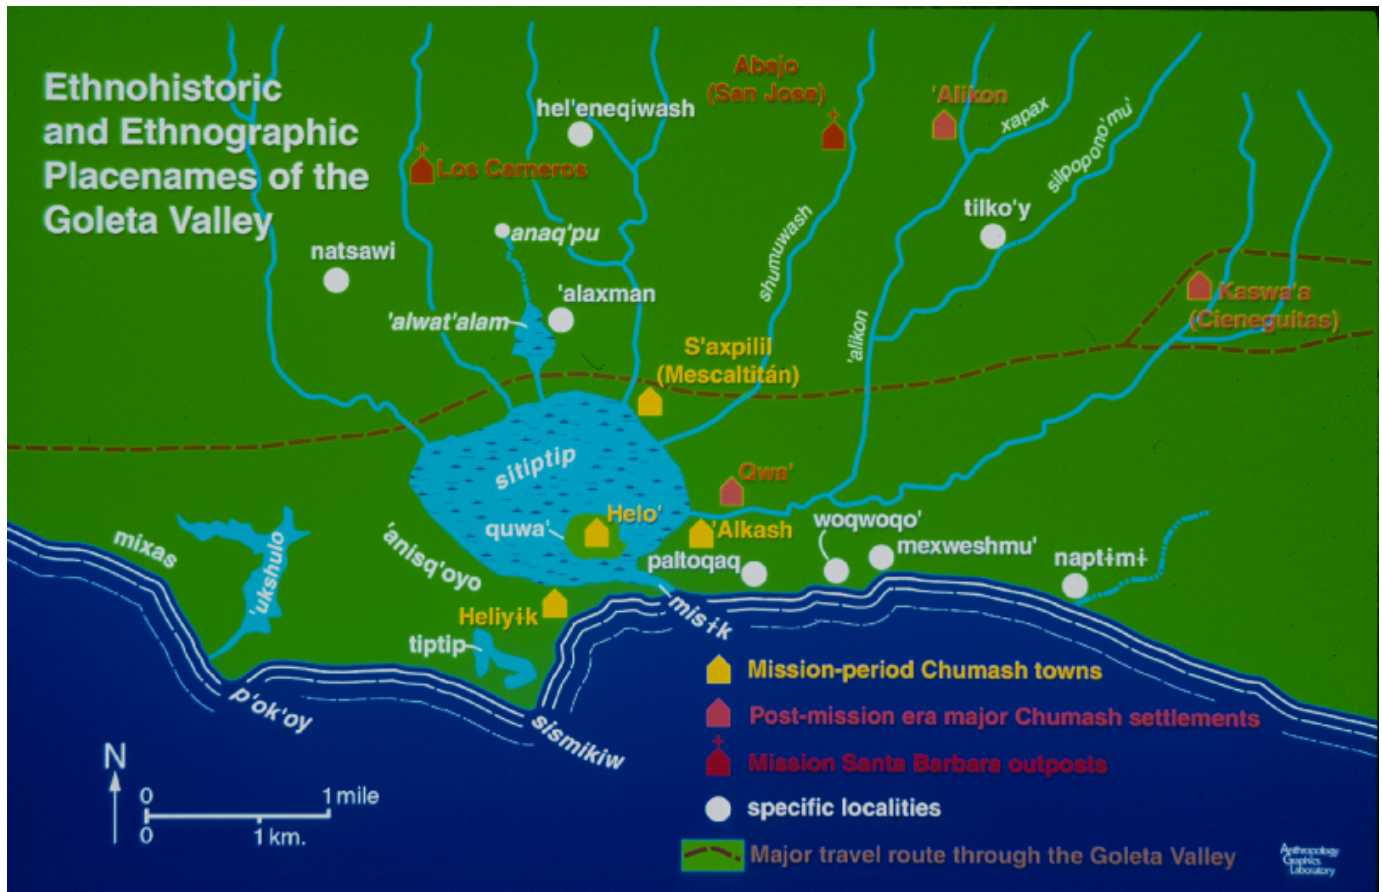 Ethnohistoric
and Ethnographic
Placenames of the
Goleta Valley
Abajo
(San Jose)
'Alikon
hel'eneqiwash
xapax
silpopono'mu'
Los Carneros
tilko'y
anaq'pu
natsawi
shumuwash
'alaxman
'alwat'alam
Kaswa'a
(Cieneguitas)
'alikon
S'axpilil
(Mescaltitán)
sitiptip
Qwa'
Helo'
quwa'
'Alkash
woqwoqo'
mexweshmu'
mixas
'anisq'oyo
paltoqaq
naptɨmɨ
'ukshulo
Heliyɨk
misɨk
tiptip
p'ok'oy
sismikiw
Mission-period Chumash towns
Post-mission era major Chumash settlements
Mission Santa Barbara outposts
specific localities
Major travel route through the Goleta Valley
N
0 1 mile
0 1 km.
Anthropology
Graphics
Laboratory